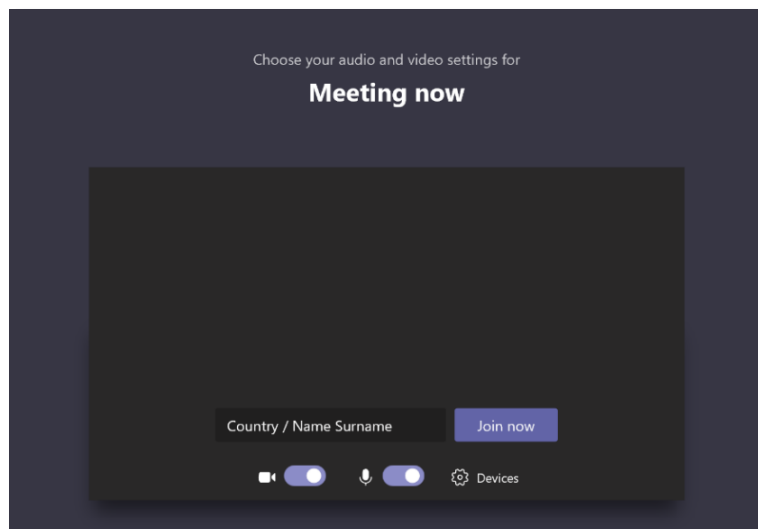 Choose your audio and video settings for
Meeting now
Country / Name Surname
Join now
Devices